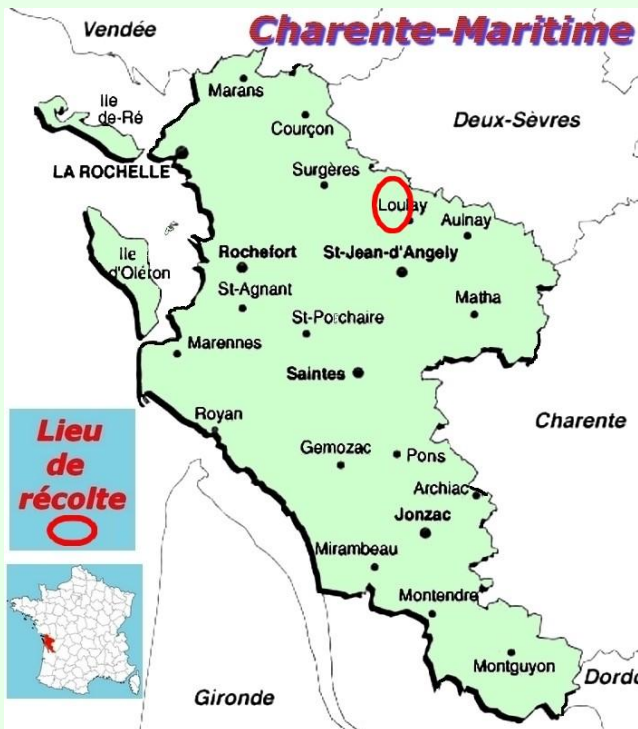 Charente-Maritime
Vendée
Marans
Ile
de-Ré
Courçon
Deux-Sèvres
LA ROCHELLE
Surgères
Loulay
Aulnay
Ile
d'Oléron
Rochefort
St-Jean-d'Angely
St-Agnant
Matha
St-Porchaire
Marennes
Saintes
Royan
Charente
Lieu
de
récolte
Gemozac
Pons
Archiac
Jonzac
Mirambeau
Montendre
Montguyon
Dordo
Gironde